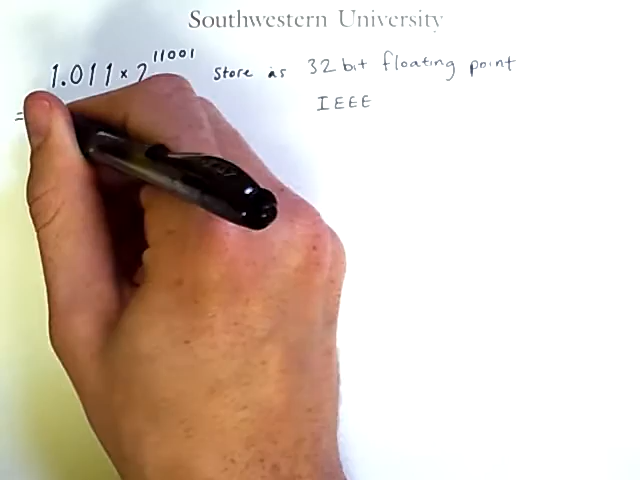 Southwestern University
1.011 × 2^11001 Store as 32 bit floating point
IEEE
=